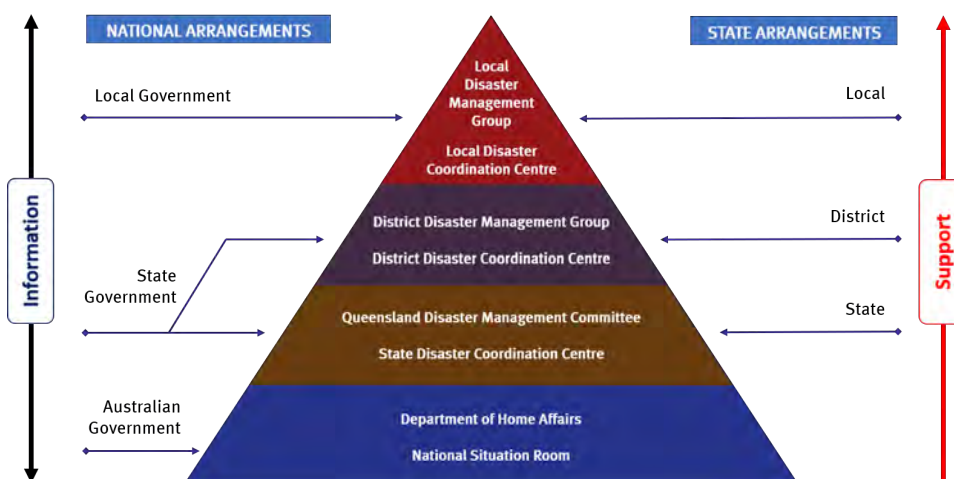 NATIONAL ARRANGEMENTS
STATE ARRANGEMENTS
Local
Disaster
Management
Group
Local Disaster
Coordination Centre
Local Government
Local
District Disaster Management Group
District Disaster Coordination Centre
District
State
Government
Queensland Disaster Management Committee
State Disaster Coordination Centre
State
Australian
Government
Department of Home Affairs
National Situation Room
Information
Support